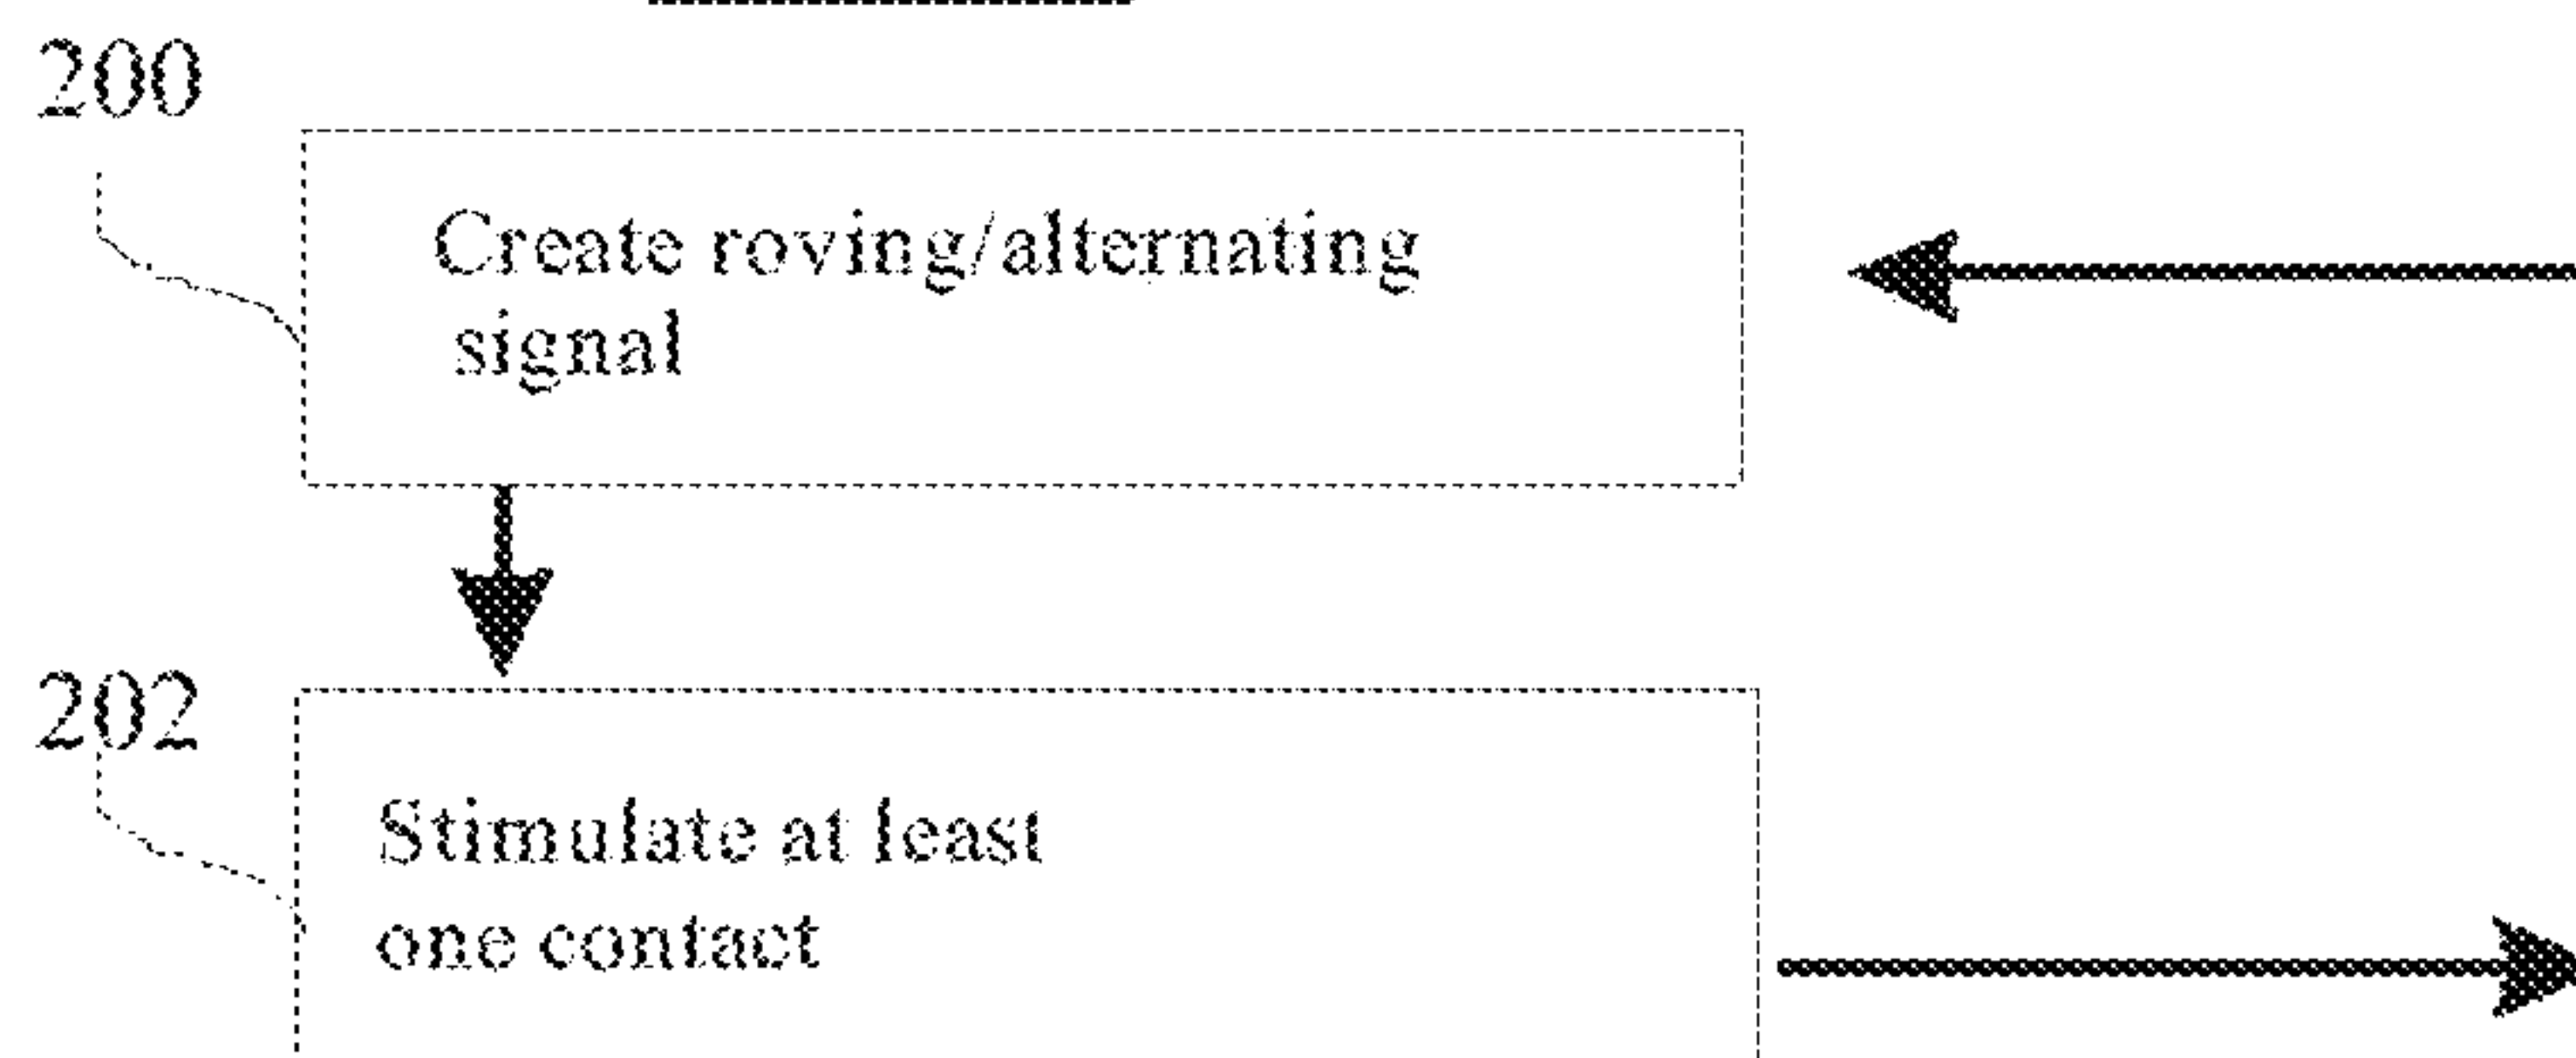 200
Create roving/alternating
signal
202
Stimulate at least
one contact